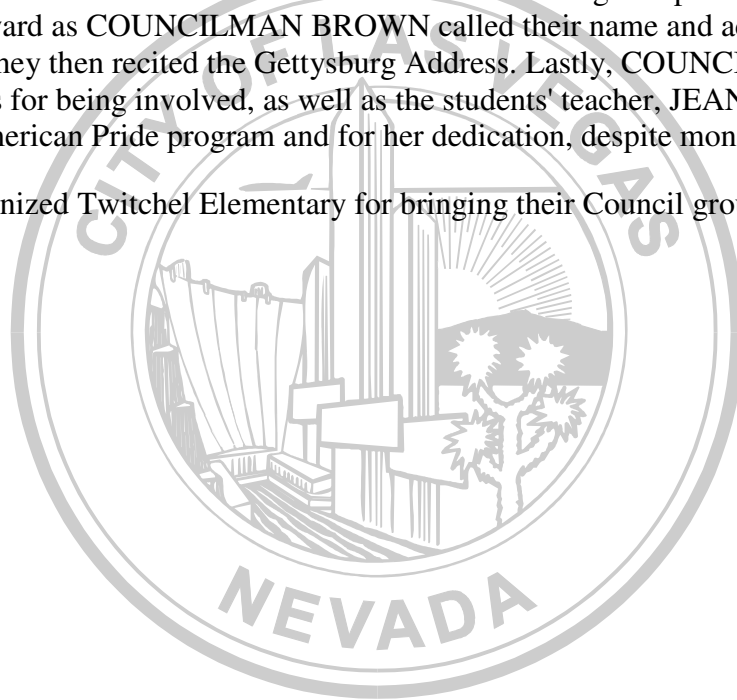 ward as COUNCILMAN BROWN called their name and a
hey then recited the Gettysburg Address. Lastly, COUNCI
s for being involved, as well as the students' teacher, JEAN
merican Pride program and for her dedication, despite mon
nized Twitchel Elementary for bringing their Council gro
CITY OF LAS VEGAS
NEVADA